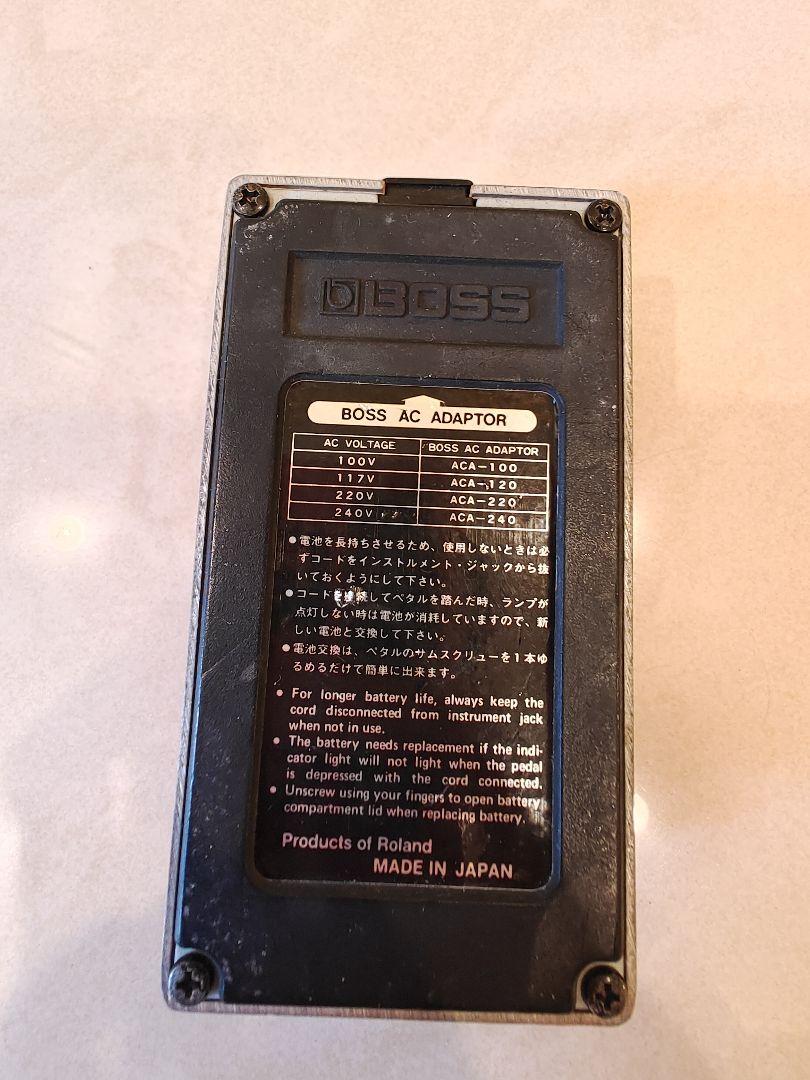 BOSS
BOSS AC ADAPTOR
AC VOLTAGE BOSS AC ADAPTOR
100V ACA-100
117V ACA-120
220V ACA-220
240V ACA-240
●電池を長持ちさせるため、使用しないときは必
ずコードをインストルメント・ジャックから抜
いておくようにして下さい。
●コードを接続してペタルを踏んだ時、ランプが
点灯しない時は電池が消耗していますので、新
しい電池と交換して下さい。
●電池交換は、ペタルのサムスクリューを1本ゆ
るめるだけで簡単に出来ます。
● For longer battery life, always keep the
cord disconnected from instrument jack
when not in use.
● The battery needs replacement if the indi-
cator light will not light when the pedal
is depressed with the cord connected.
● Unscrew using your fingers to open battery
compartment lid when replacing battery.
Products of Roland
MADE IN JAPAN